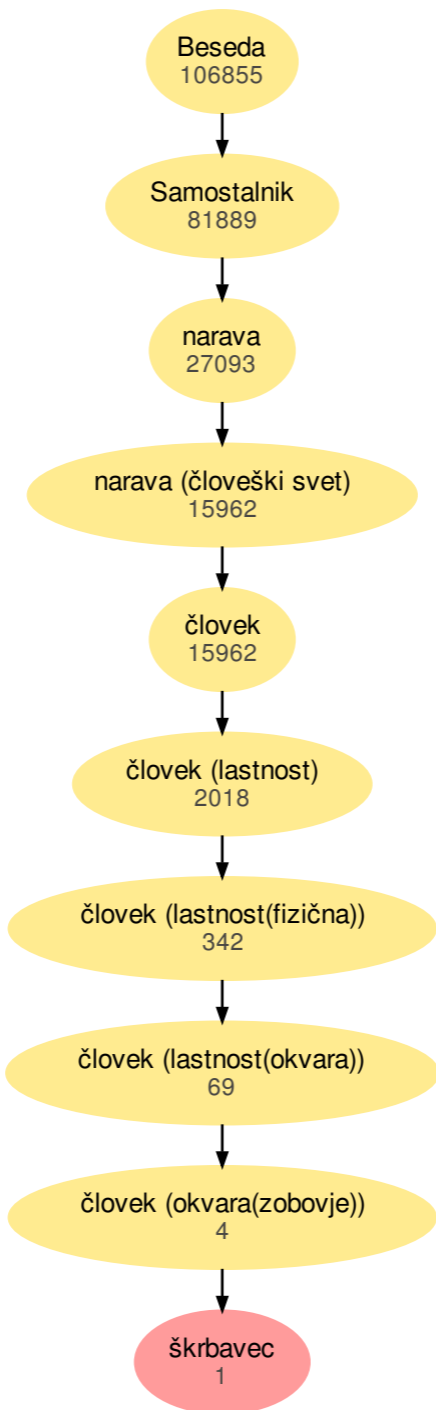 Beseda
106855
Samostalnik
81889
narava
27093
narava (človeški svet)
15962
človek
15962
človek (lastnost)
2018
človek (lastnost(fizična))
342
človek (lastnost(okvara))
69
človek (okvara(zobovje))
4
škrbavec
1